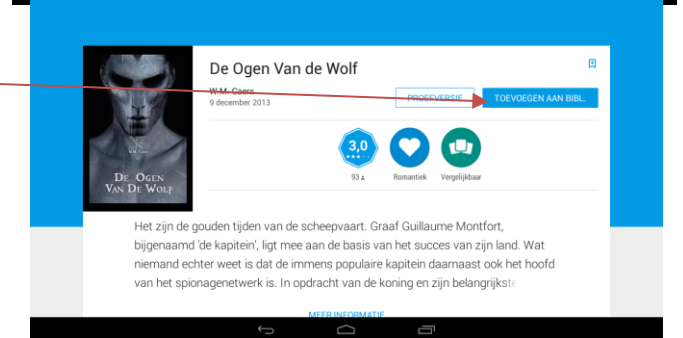 De Ogen Van de Wolf
W.M. Caers
9 december 2013
PROEFVERSIE
TOEVOEGEN AAN BIBL.
W.M. Caers
De Ogen
Van De Wolf
3,0
93
Romantiek
Vergelijkbaar
Het zijn de gouden tijden van de scheepvaart. Graaf Guillaume Montfort,
bijgenaamd 'de kapitein', ligt mee aan de basis van het succes van zijn land. Wat
niemand echter weet is dat de immens populaire kapitein daarnaast ook het hoofd
van het spionagenetwerk is. In opdracht van de koning en zijn belangrijkste
MEER INFORMATIE